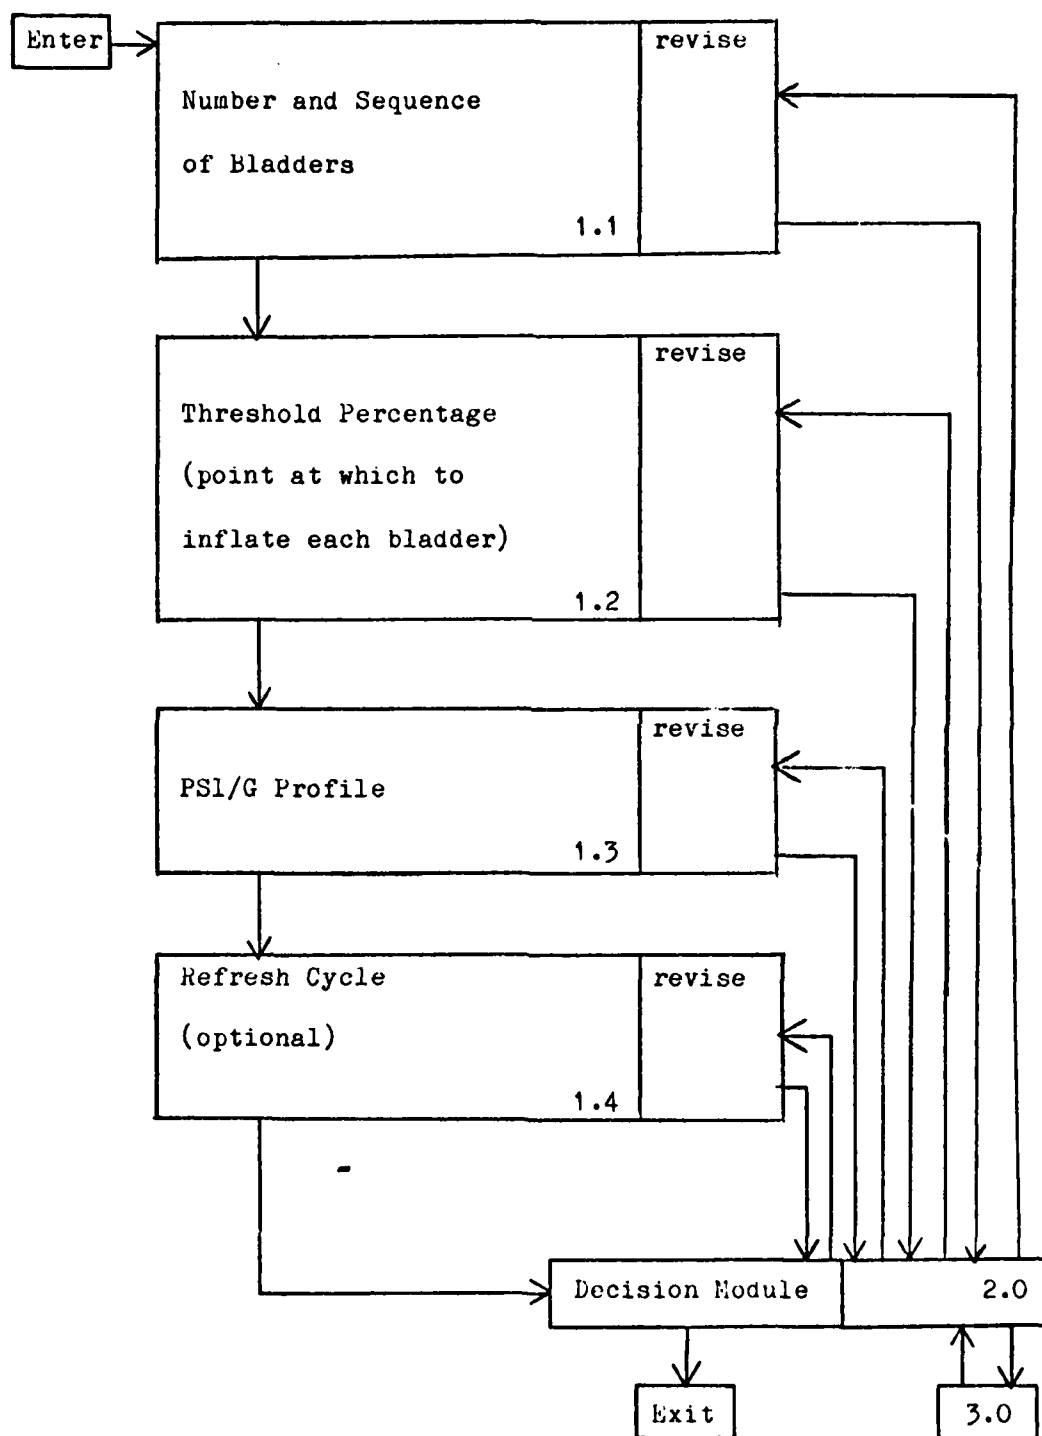 Enter
revise
Number and Sequence
of Bladders
1.1
revise
Threshold Percentage
(point at which to
inflate each bladder)
1.2
revise
PSI/G Profile
1.3
Refresh Cycle
revise
(optional)
1.4
Decision Module
2.0
Exit
3.0